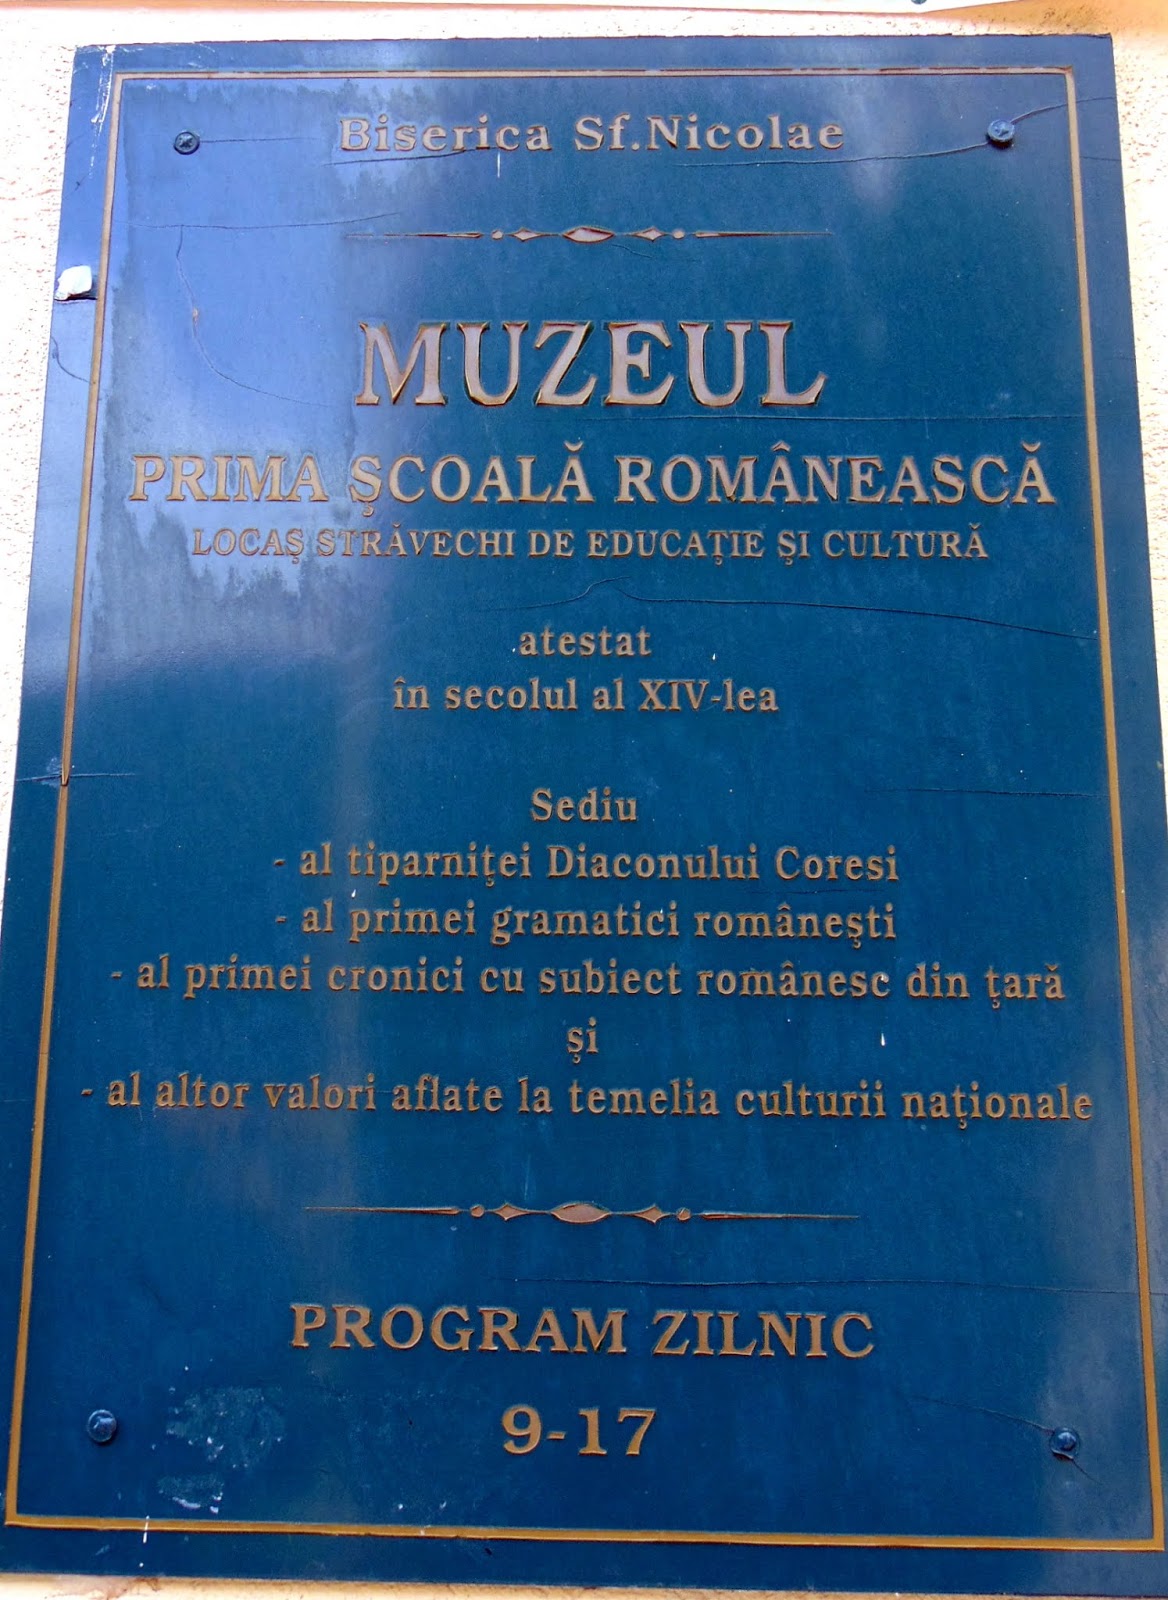 Biserica Sf.Nicolae
MUZEUL
PRIMA ŞCOALĂ ROMÂNEASCĂ
LOCAŞ STRĂVECHI DE EDUCAŢIE ŞI CULTURĂ
atestat
în secolul al XIV-lea
Sediu
- al tiparniţei Diaconului Coresi
- al primei gramatici româneşti
- al primei cronici cu subiect românesc din ţară
şi
- al altor valori aflate la temelia culturii naţionale
PROGRAM ZILNIC
9-17